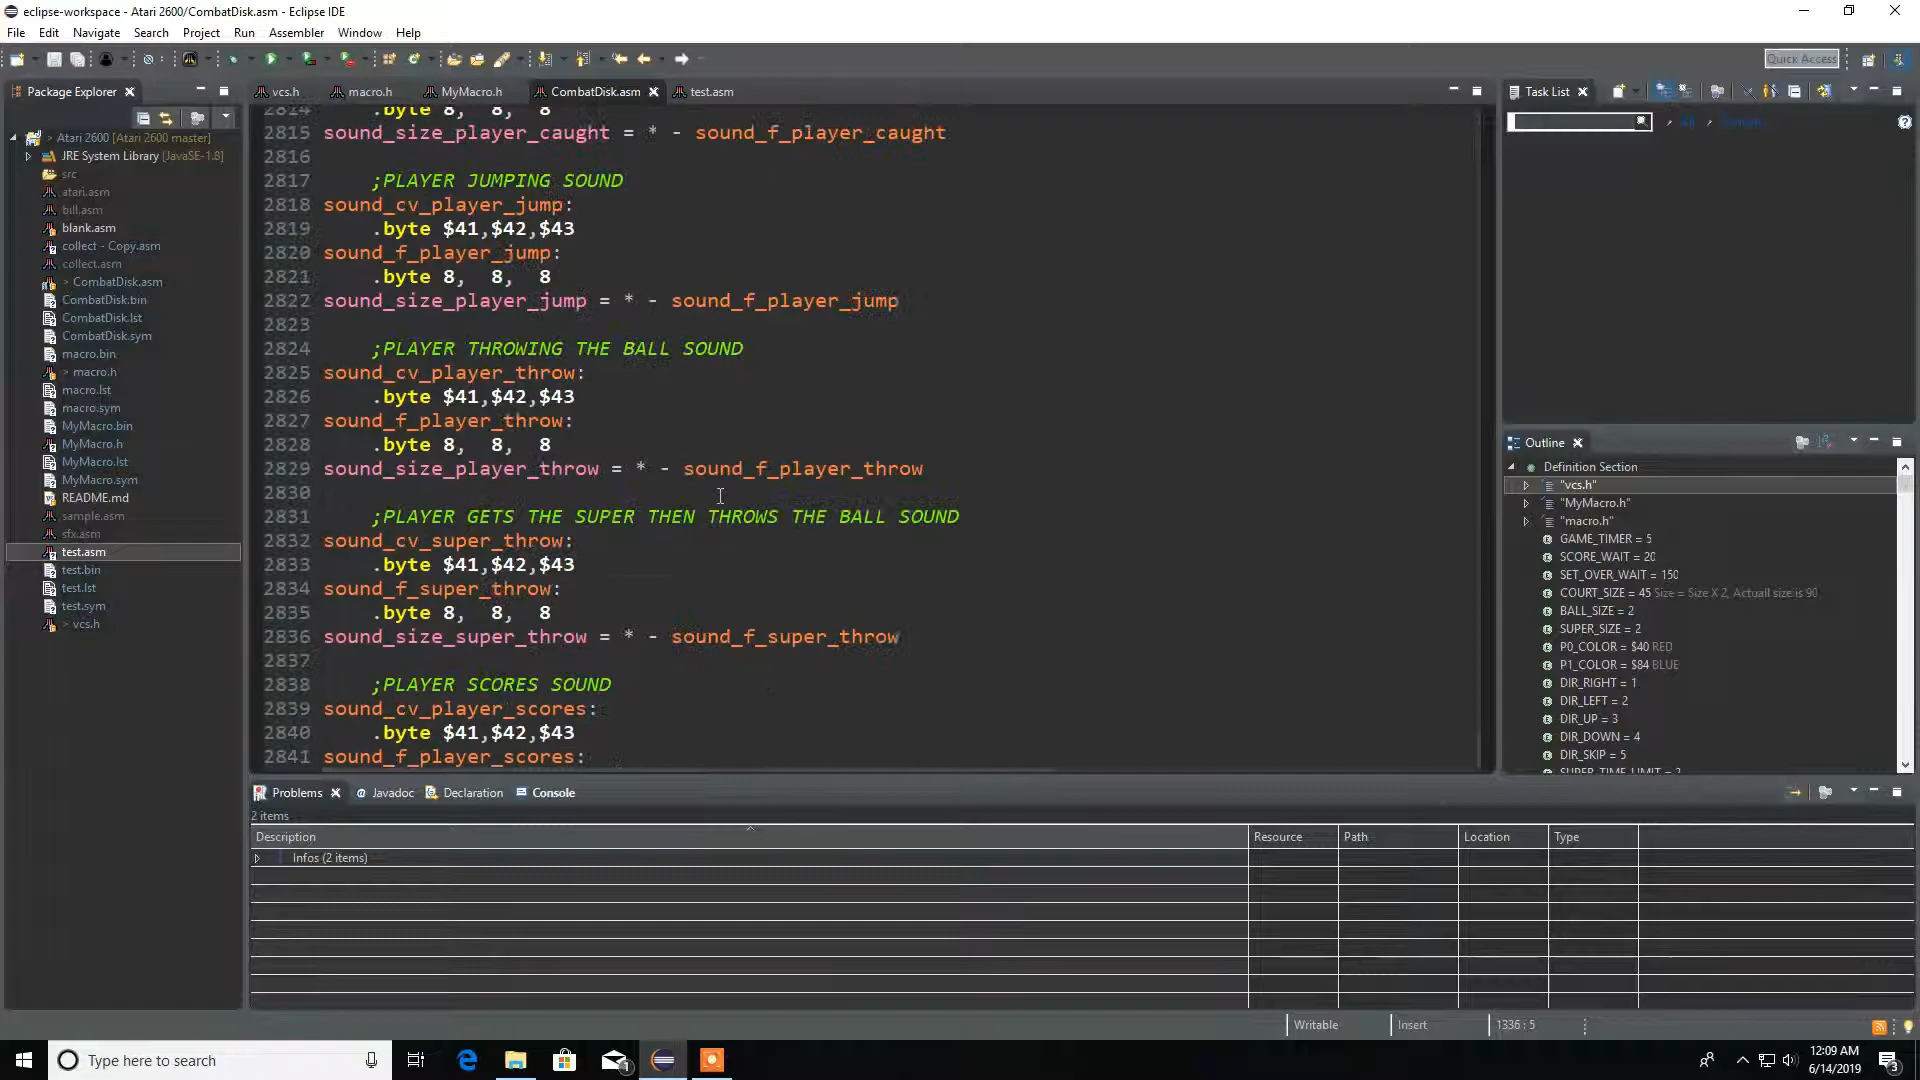 eclipse-workspace - Atari 2600/CombatDisk.asm - Eclipse IDE
File Edit Navigate Search Project Run Assembler Window Help
Quick Access
Package Explorer
> Atari 2600 [Atari 2600 master]
JRE System Library [JavaSE-1.8]
src
atari.asm
bill.asm
blank.asm
collect - Copy.asm
collect.asm
> CombatDisk.asm
CombatDisk.bin
CombatDisk.lst
CombatDisk.sym
macro.bin
> macro.h
macro.lst
macro.sym
MyMacro.bin
MyMacro.h
MyMacro.lst
MyMacro.sym
README.md
sample.asm
sfx.asm
test.asm
test.bin
test.lst
test.sym
> vcs.h
vcs.h macro.h MyMacro.h CombatDisk.asm test.asm
2814 .byte 8, 8, 8
2815 sound_size_player_caught = * - sound_f_player_caught
2816
2817 ;PLAYER JUMPING SOUND
2818 sound_cv_player_jump:
2819 .byte $41,$42,$43
2820 sound_f_player_jump:
2821 .byte 8, 8, 8
2822 sound_size_player_jump = * - sound_f_player_jump
2823
2824 ;PLAYER THROWING THE BALL SOUND
2825 sound_cv_player_throw:
2826 .byte $41,$42,$43
2827 sound_f_player_throw:
2828 .byte 8, 8, 8
2829 sound_size_player_throw = * - sound_f_player_throw
2830
2831 ;PLAYER GETS THE SUPER THEN THROWS THE BALL SOUND
2832 sound_cv_super_throw:
2833 .byte $41,$42,$43
2834 sound_f_super_throw:
2835 .byte 8, 8, 8
2836 sound_size_super_throw = * - sound_f_super_throw
2837
2838 ;PLAYER SCORES SOUND
2839 sound_cv_player_scores:
2840 .byte $41,$42,$43
2841 sound_f_player_scores:
Task List
Outline
Definition Section
"vcs.h"
"MyMacro.h"
"macro.h"
GAME_TIMER = 5
SCORE_WAIT = 20
SET_OVER_WAIT = 150
COURT_SIZE = 45 Size = Size X 2, Actuall size is 90
BALL_SIZE = 2
SUPER_SIZE = 2
P0_COLOR = $40 RED
P1_COLOR = $84 BLUE
DIR_RIGHT = 1
DIR_LEFT = 2
DIR_UP = 3
DIR_DOWN = 4
DIR_SKIP = 5
SUPER_TIME_LIMIT = 2
Problems Javadoc Declaration Console
2 items
Description Resource Path Location Type
Infos (2 items)
Writable Insert 1336 : 5
Type here to search
1
12:09 AM
6/14/2019
3